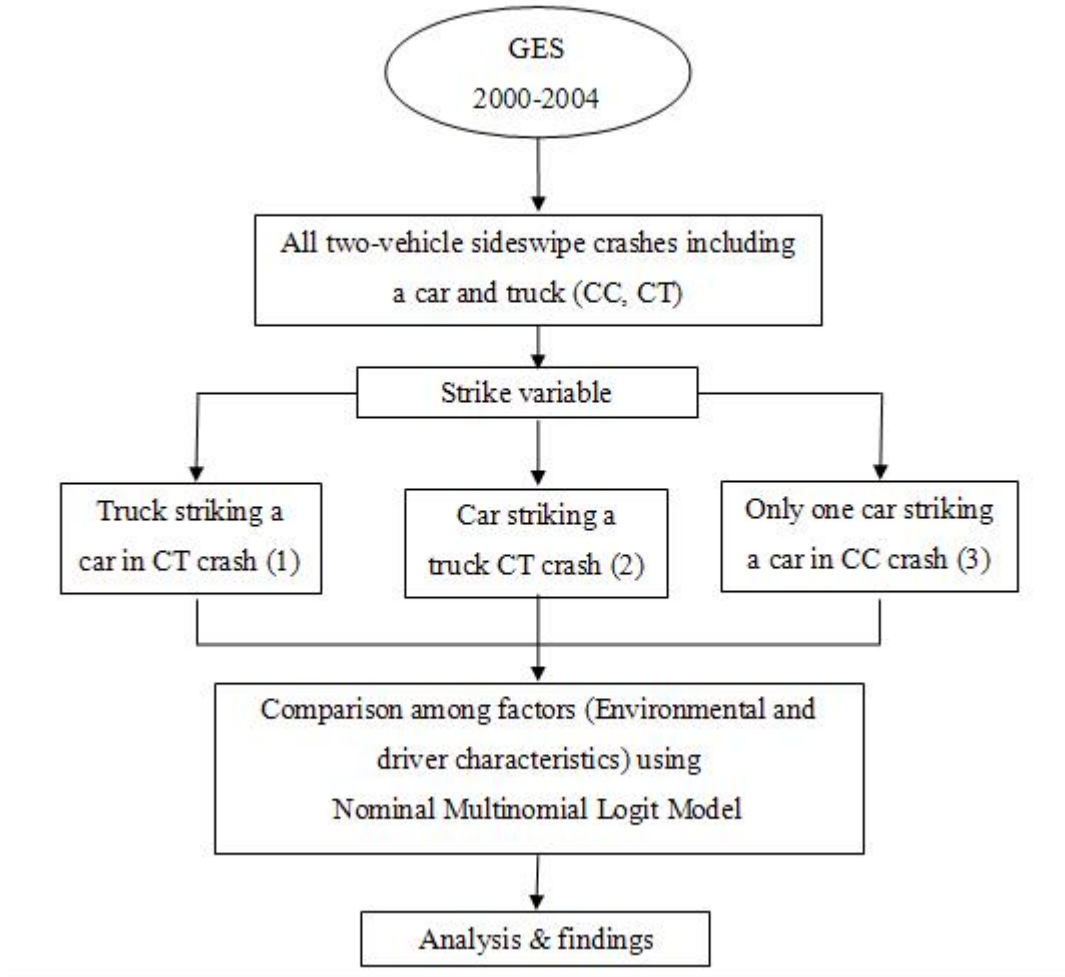 GES
2000-2004
All two-vehicle sideswipe crashes including
a car and truck (CC, CT)
Strike variable
Truck striking a
car in CT crash (1)
Car striking a
truck CT crash (2)
Only one car striking
a car in CC crash (3)
Comparison among factors (Environmental and
driver characteristics) using
Nominal Multinomial Logit Model
Analysis & findings